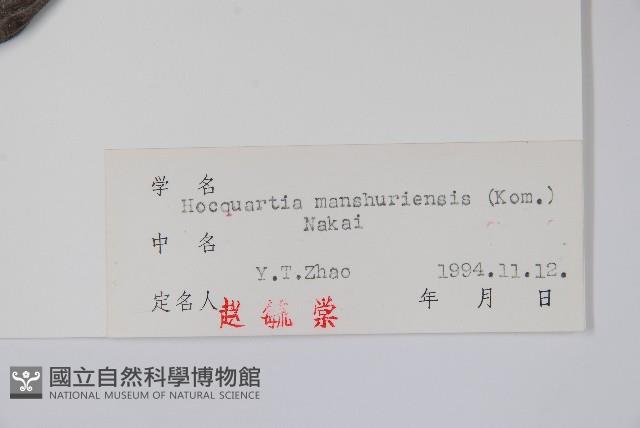 学 名
Hocquartia manshuriensis (Kom.)
Nakai
中 名
Y.T.Zhao 1994.11.12.
定名人 赵 毓 棠 年 月 日
國立自然科學博物館
NATIONAL MUSEUM OF NATURAL SCIENCE